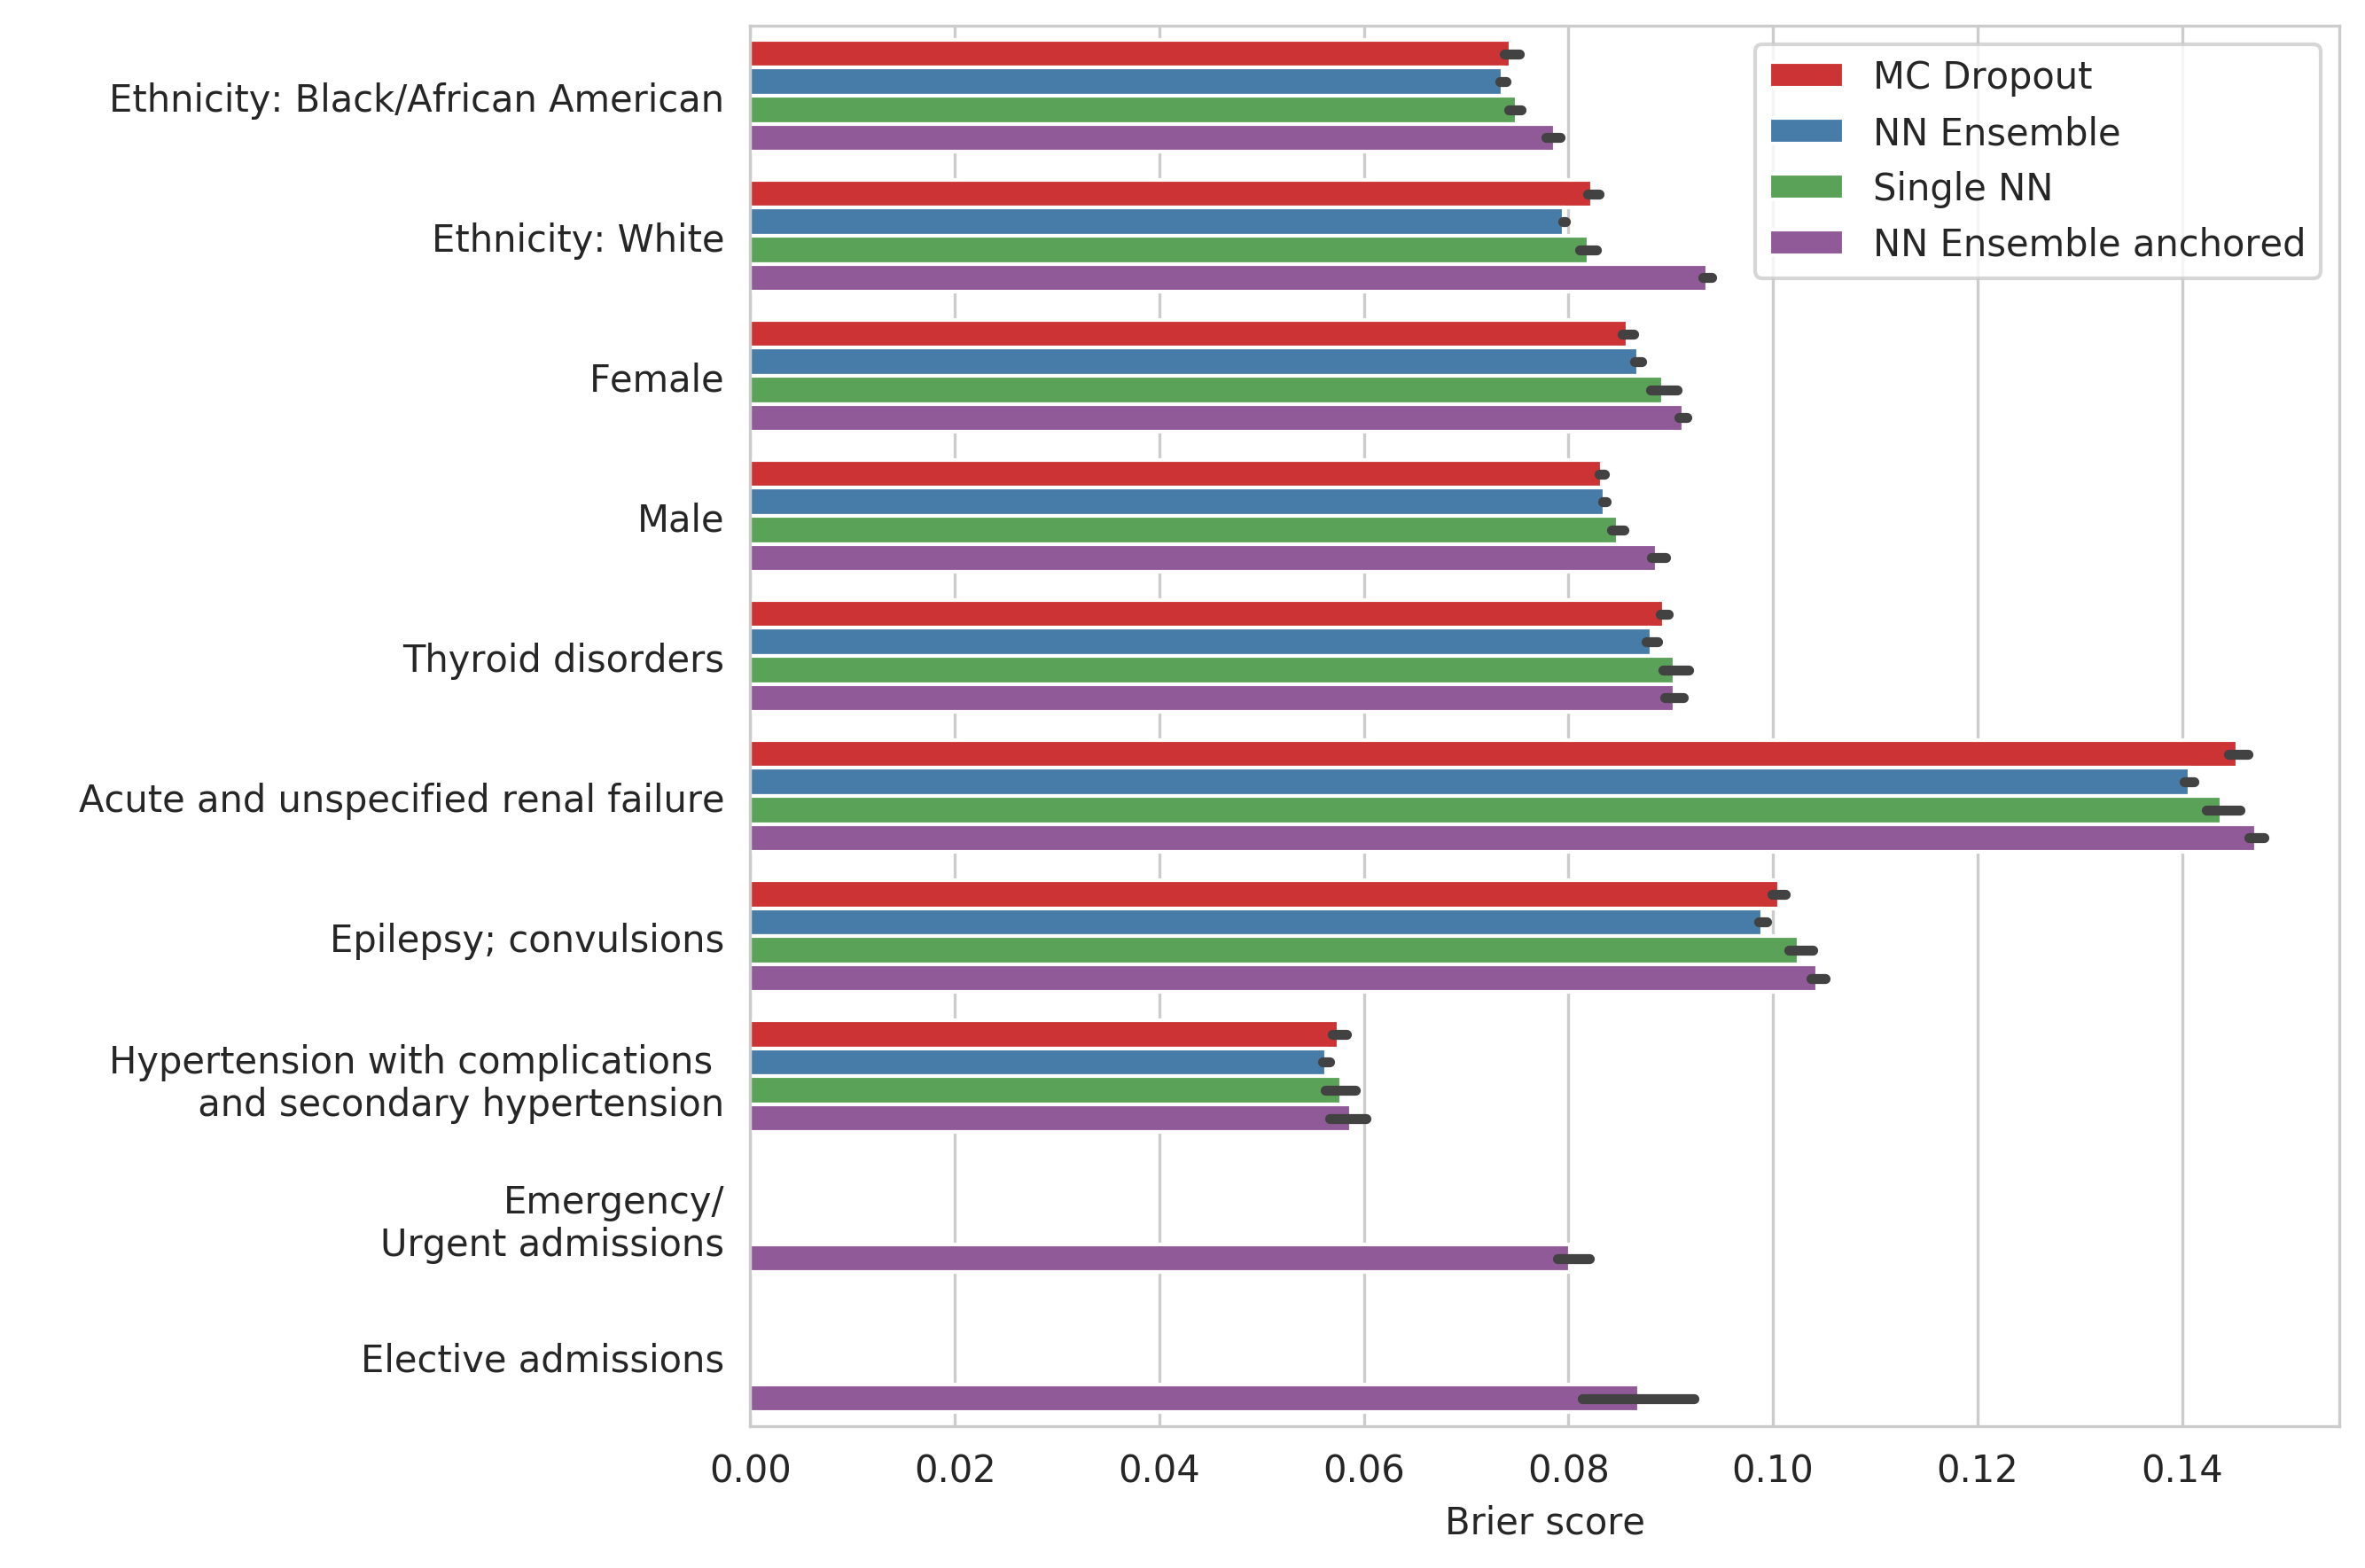 Ethnicity: Black/African American
Ethnicity: White
Female
Male
Thyroid disorders
Acute and unspecified renal failure
Epilepsy; convulsions
Hypertension with complications
and secondary hypertension
Emergency/
Urgent admissions
Elective admissions
MC Dropout
NN Ensemble
Single NN
NN Ensemble anchored
0.00 0.02 0.04 0.06 0.08 0.10 0.12 0.14
Brier score